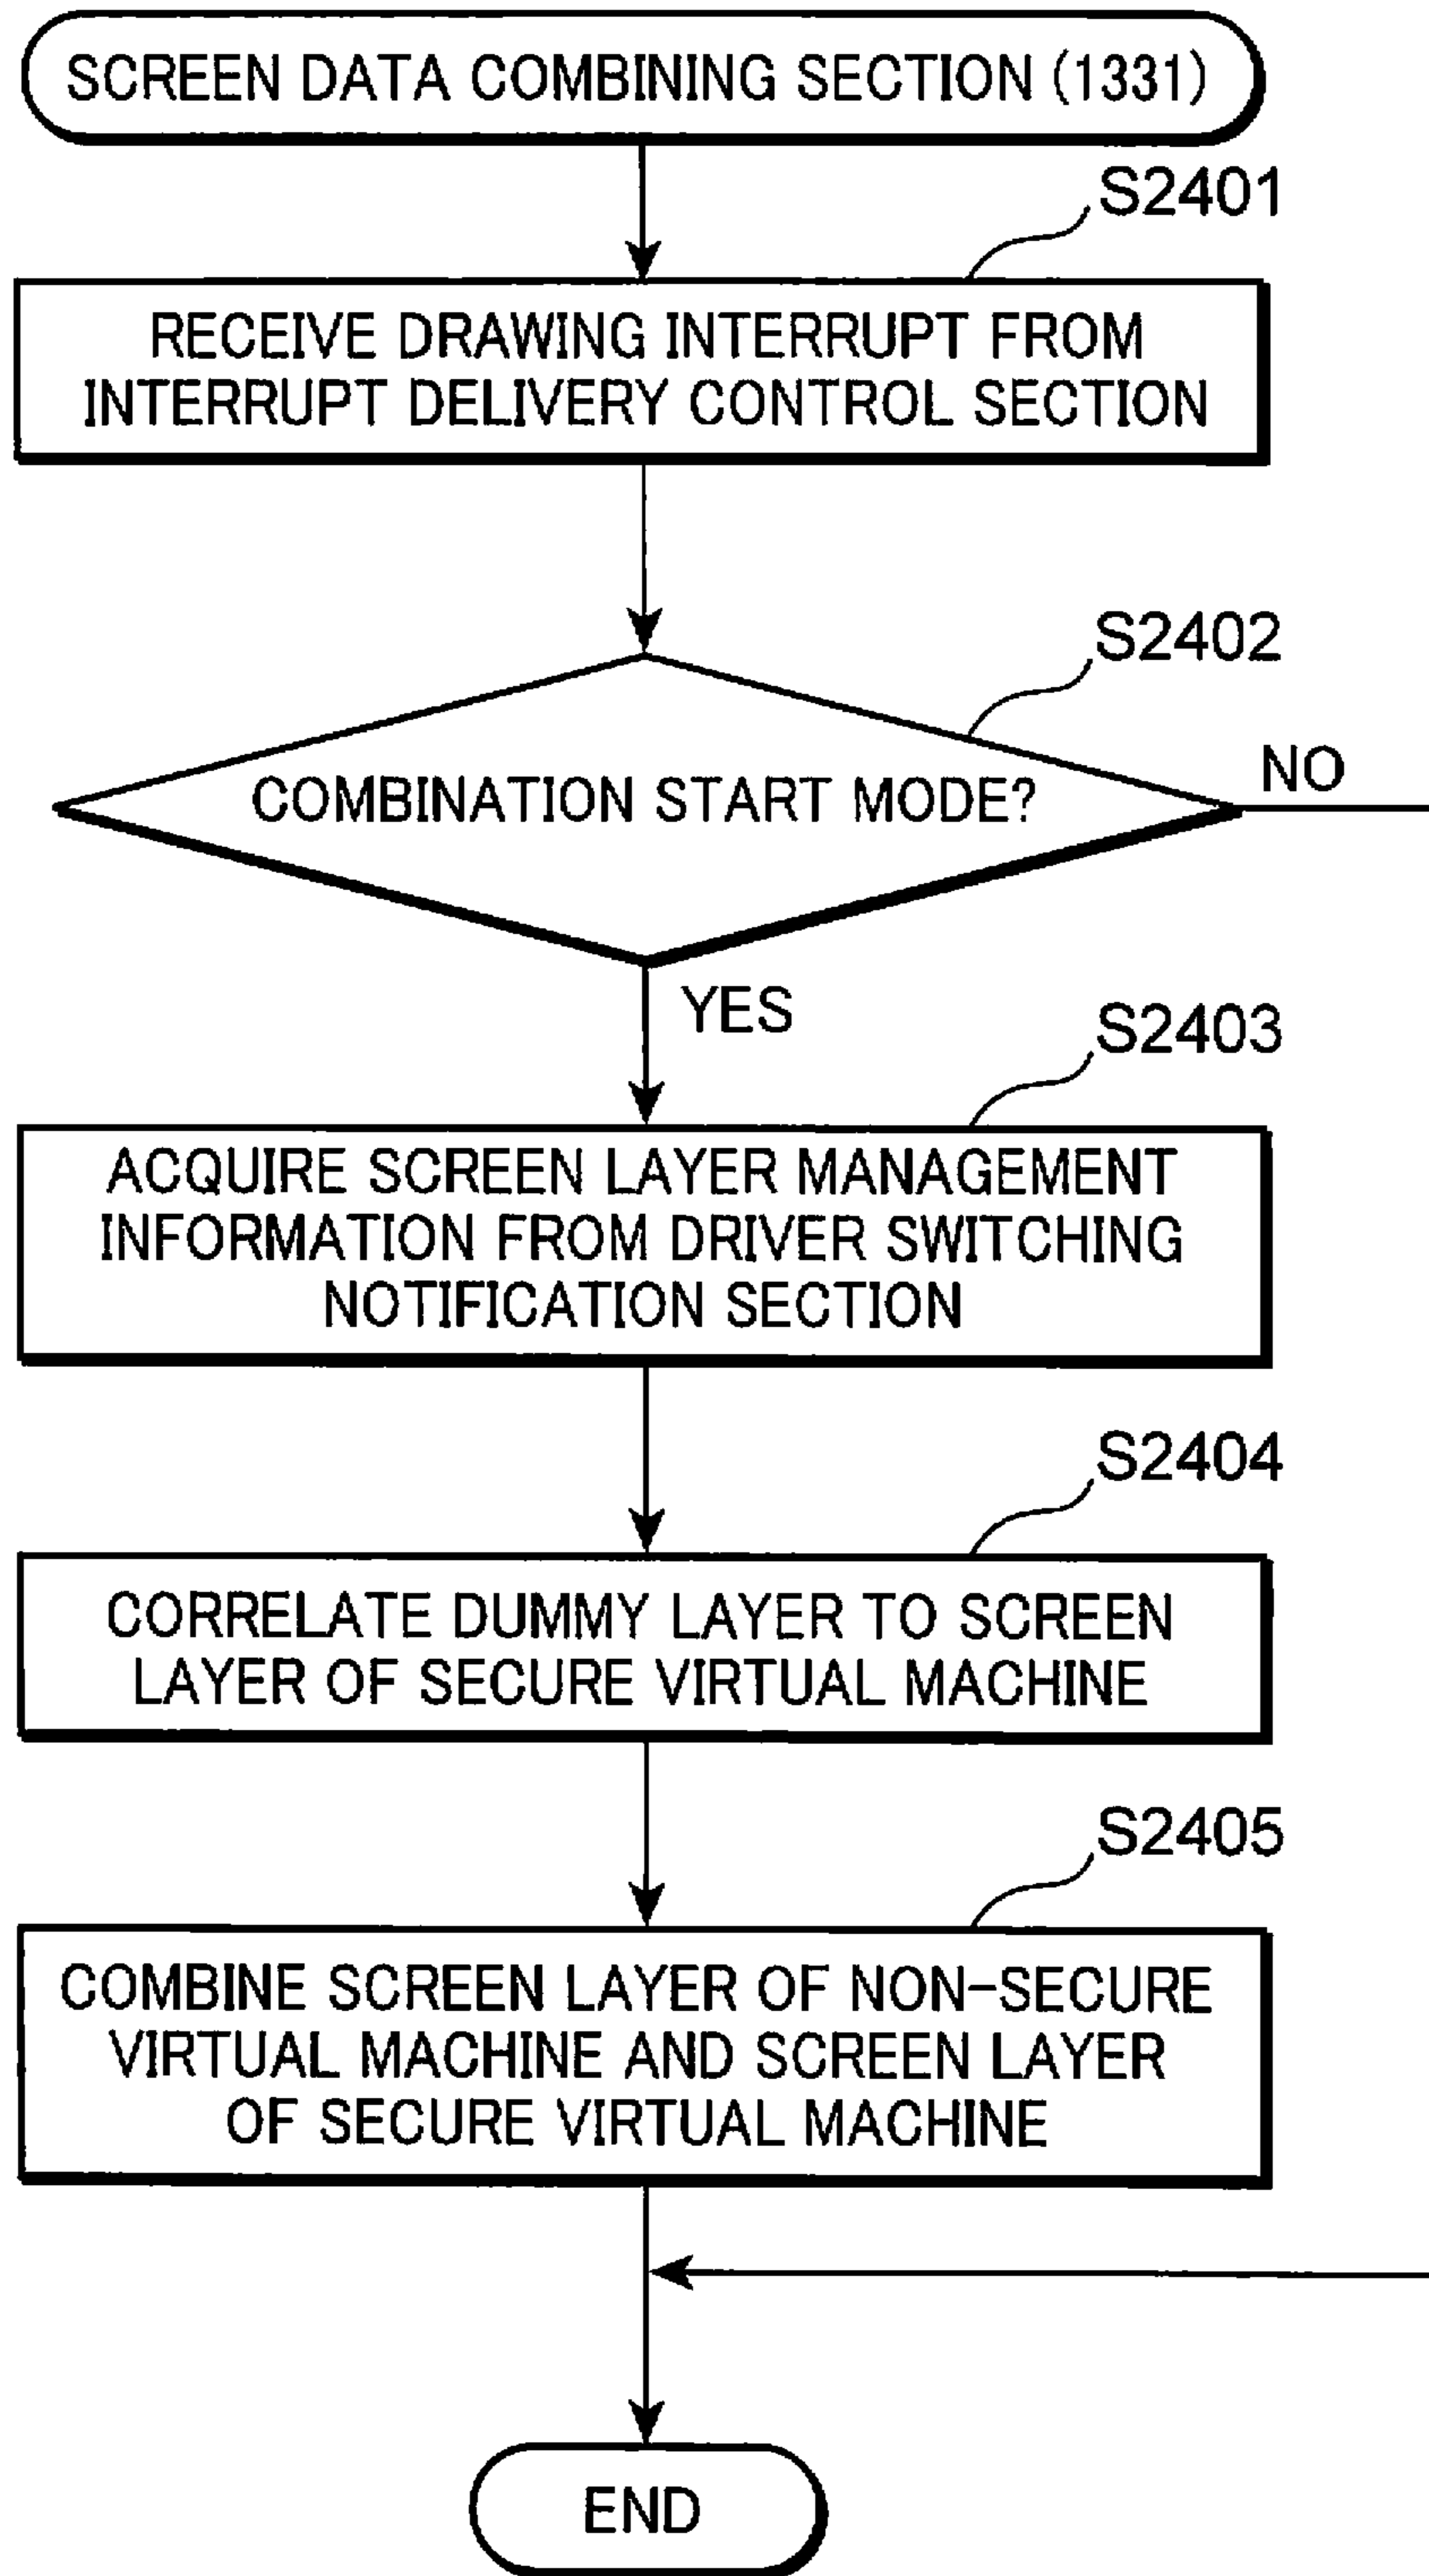 SCREEN DATA COMBINING SECTION (1331)
S2401
RECEIVE DRAWING INTERRUPT FROM
INTERRUPT DELIVERY CONTROL SECTION
S2402
COMBINATION START MODE?
NO
YES
S2403
ACQUIRE SCREEN LAYER MANAGEMENT
INFORMATION FROM DRIVER SWITCHING
NOTIFICATION SECTION
S2404
CORRELATE DUMMY LAYER TO SCREEN
LAYER OF SECURE VIRTUAL MACHINE
S2405
COMBINE SCREEN LAYER OF NON-SECURE
VIRTUAL MACHINE AND SCREEN LAYER
OF SECURE VIRTUAL MACHINE
END